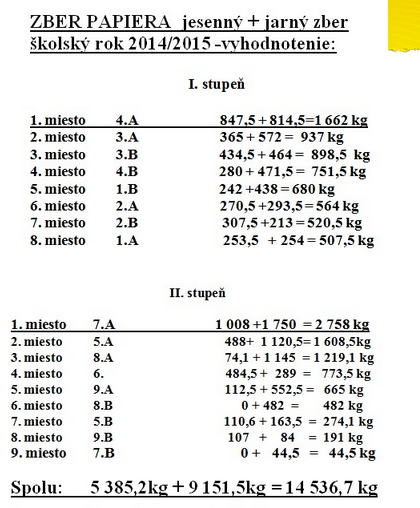 ZBER PAPIERA jesenný + jarný zber
školský rok 2014/2015 -vyhodnotenie:
I. stupeň
1. miesto 4.A 847,5 + 814,5=1 662 kg
2. miesto 3.A 365 + 572 = 937 kg
3. miesto 3.B 434,5 + 464 = 898,5 kg
4. miesto 4.B 280 + 471,5 = 751,5 kg
5. miesto 1.B 242 +438 = 680 kg
6. miesto 2.A 270,5 +293,5 = 564 kg
7. miesto 2.B 307,5 +213 = 520,5 kg
8. miesto 1.A 253,5 + 254 = 507,5 kg
II. stupeň
1. miesto 7.A 1 008 +1 750 = 2 758 kg
2. miesto 5.A 488+ 1 120,5= 1 608,5kg
3. miesto 8.A 74,1 + 1 145 = 1 219,1 kg
4. miesto 6. 484,5 + 289 = 773,5 kg
5. miesto 9.A 112,5 + 552,5 = 665 kg
6. miesto 8.B 0 + 482 = 482 kg
7. miesto 5.B 110,6 + 163,5 = 274,1 kg
8. miesto 9.B 107 + 84 = 191 kg
9. miesto 7.B 0 + 44,5 = 44,5 kg
Spolu: 5 385,2kg + 9 151,5kg = 14 536,7 kg